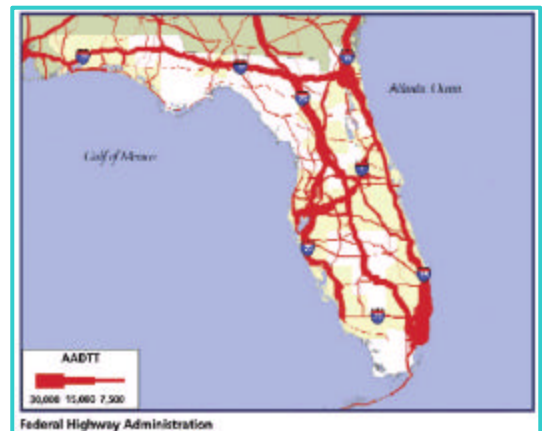 Atlantic Ocean
Gulf of Mexico
AADTT
30,000 15,000 7,500
Federal Highway Administration